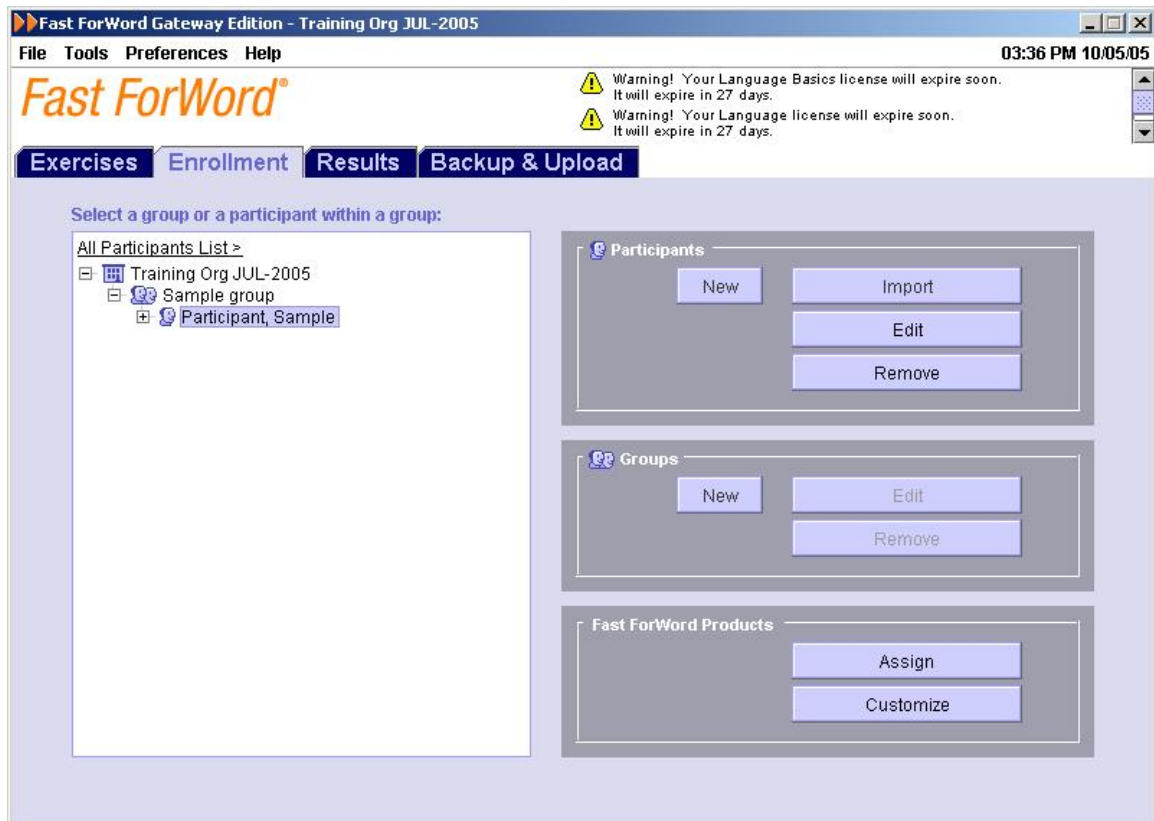 Fast ForWord Gateway Edition - Training Org JUL-2005
File Tools Preferences Help 03:36 PM 10/05/05
Fast ForWord®
Warning! Your Language Basics license will expire soon.
It will expire in 27 days.
Warning! Your Language license will expire soon.
It will expire in 27 days.
Exercises Enrollment Results Backup & Upload
Select a group or a participant within a group:
All Participants List >
Training Org JUL-2005
Sample group
Participant, Sample
Participants
New Import
Edit
Remove
Groups
New Edit
Remove
Fast ForWord Products
Assign
Customize